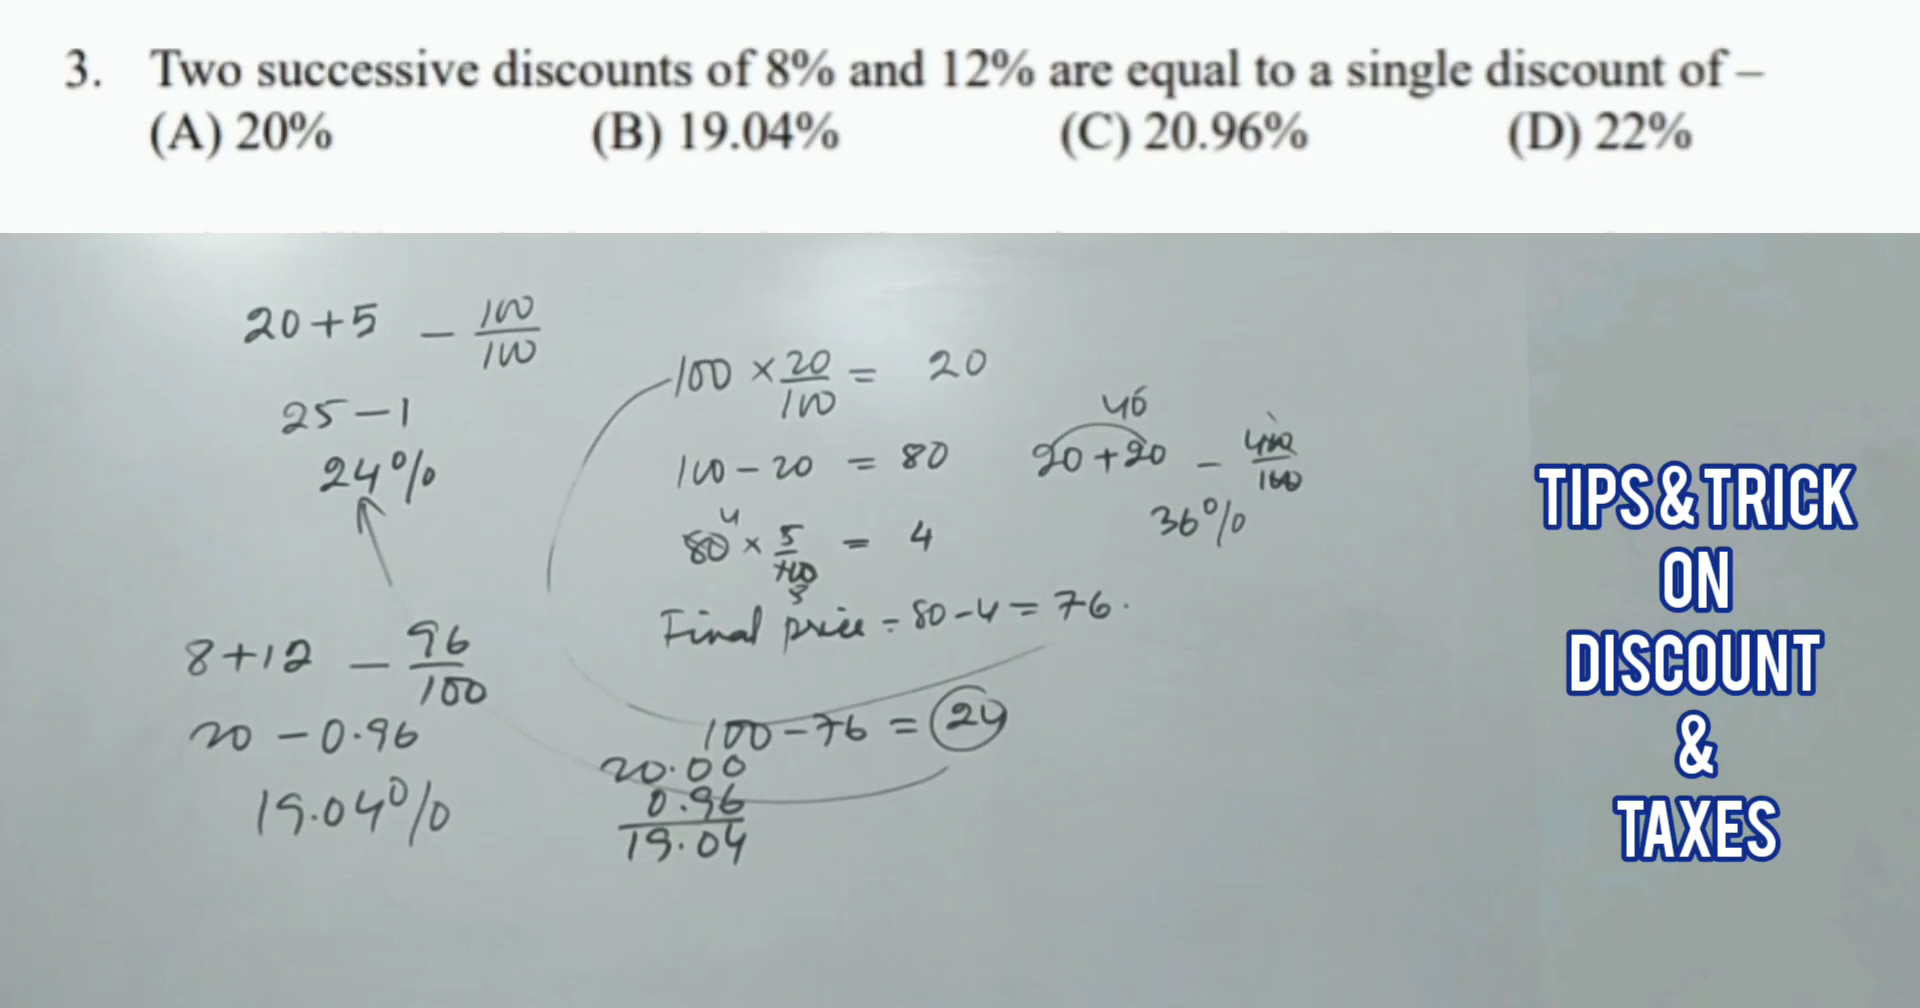 3. Two successive discounts of 8% and 12% are equal to a single discount of –
(A) 20% (B) 19.04% (C) 20.96% (D) 22%
20+5 - 100/100
25-1
24%
8+12 - 96/100
20 - 0.96
19.04%
100 × 20/100 = 20
100 - 20 = 80
80 4 × 5/100 5 = 4
Final price = 80-4 = 76.
100-76 = 24
20.00
0.96
19.04
40
20+20 - 400/100
36%
TIPS & TRICK
ON
DISCOUNT
&
TAXES